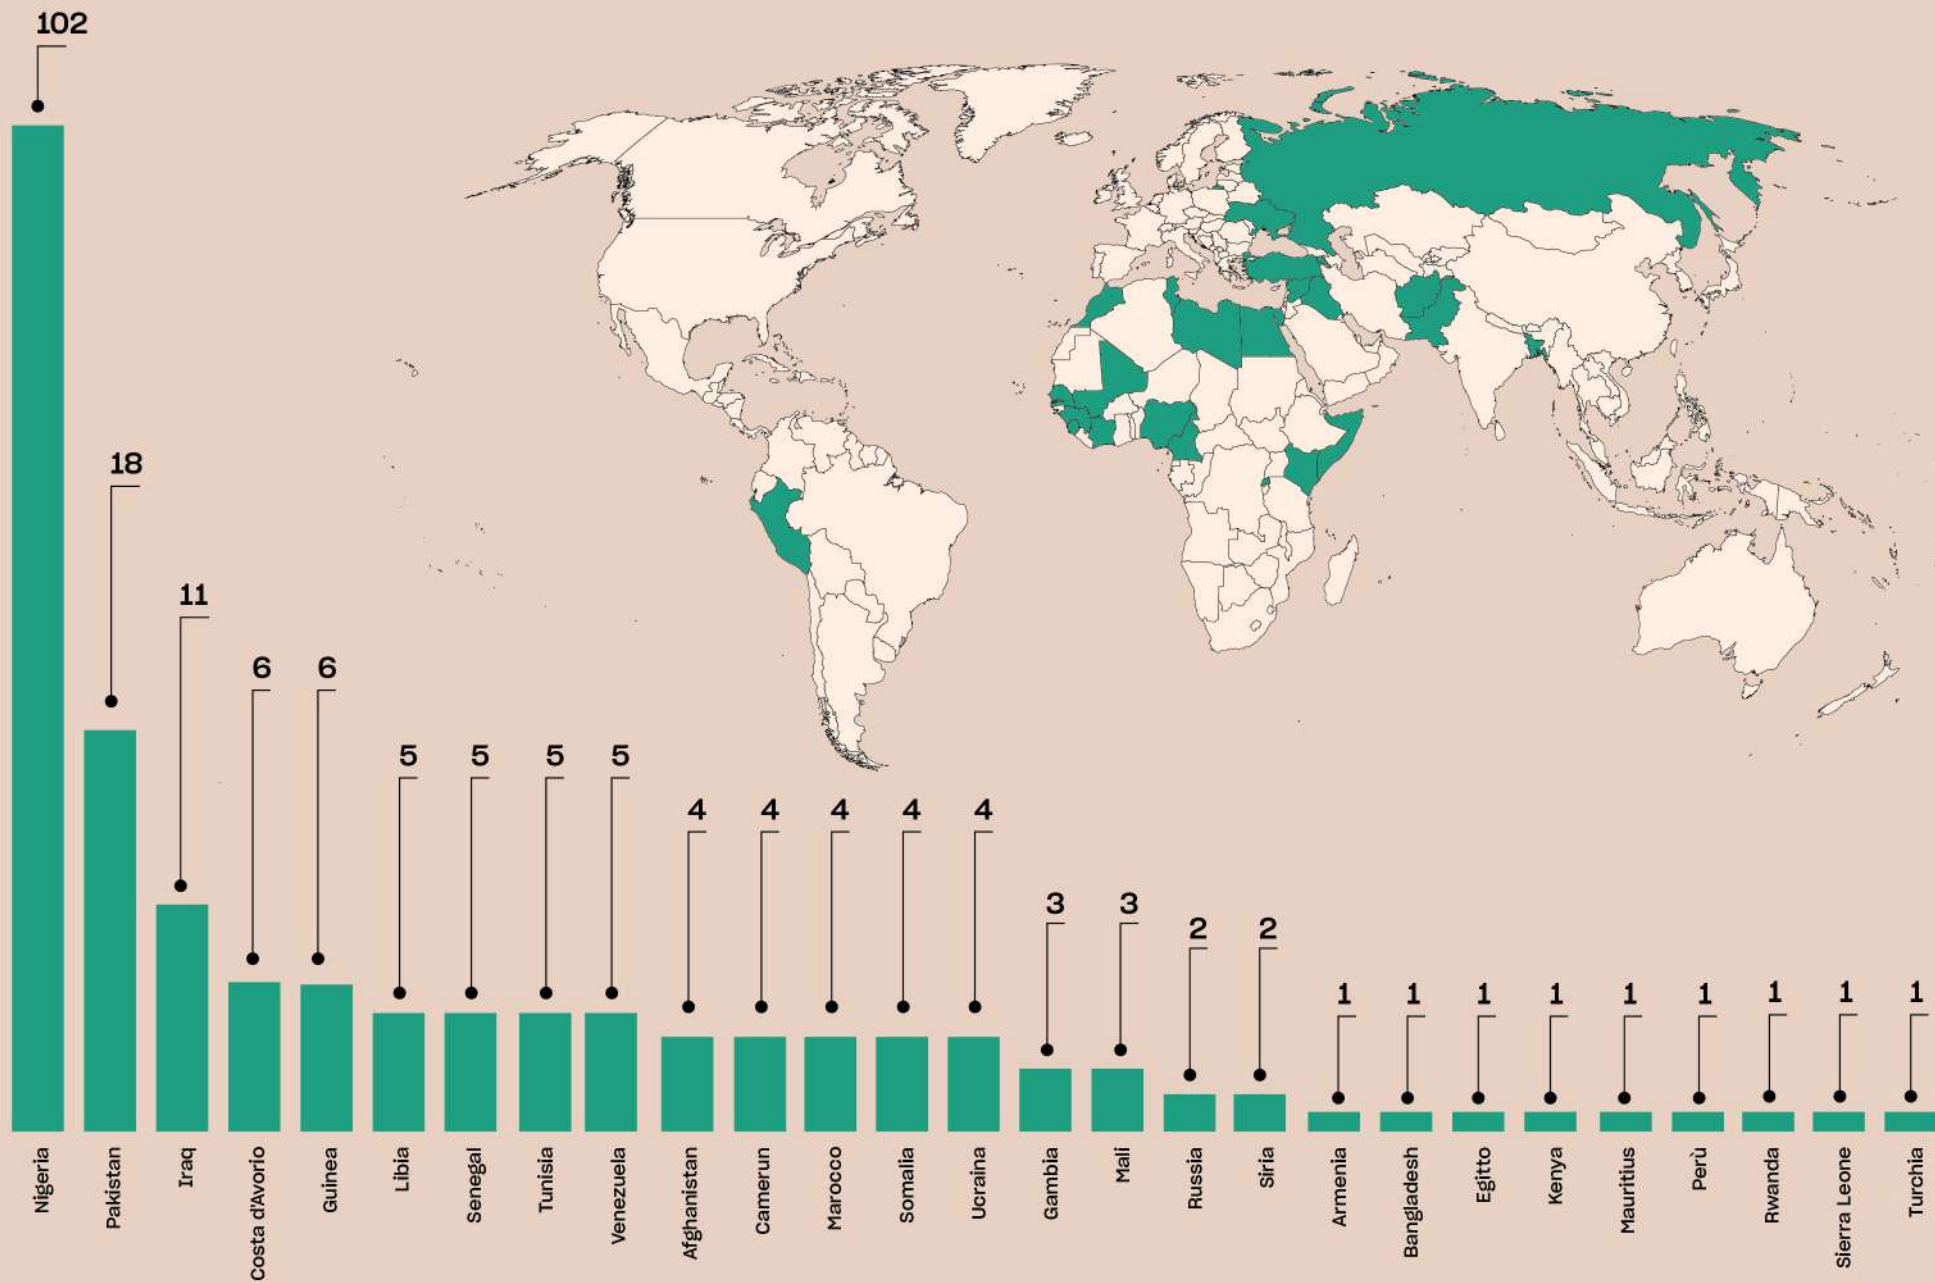 102
18
11
6
6
5
5
5
5
4
4
4
4
4
3
3
2
2
1
1
1
1
1
1
1
1
1
Nigeria
Pakistan
Iraq
Costa d'Avorio
Guinea
Libia
Senegal
Tunisia
Venezuela
Afghanistan
Camerun
Marocco
Somalia
Ucraina
Gambia
Mali
Russia
Siria
Armenia
Bangladesh
Egitto
Kenya
Mauritius
Perù
Rwanda
Sierra Leone
Turchia